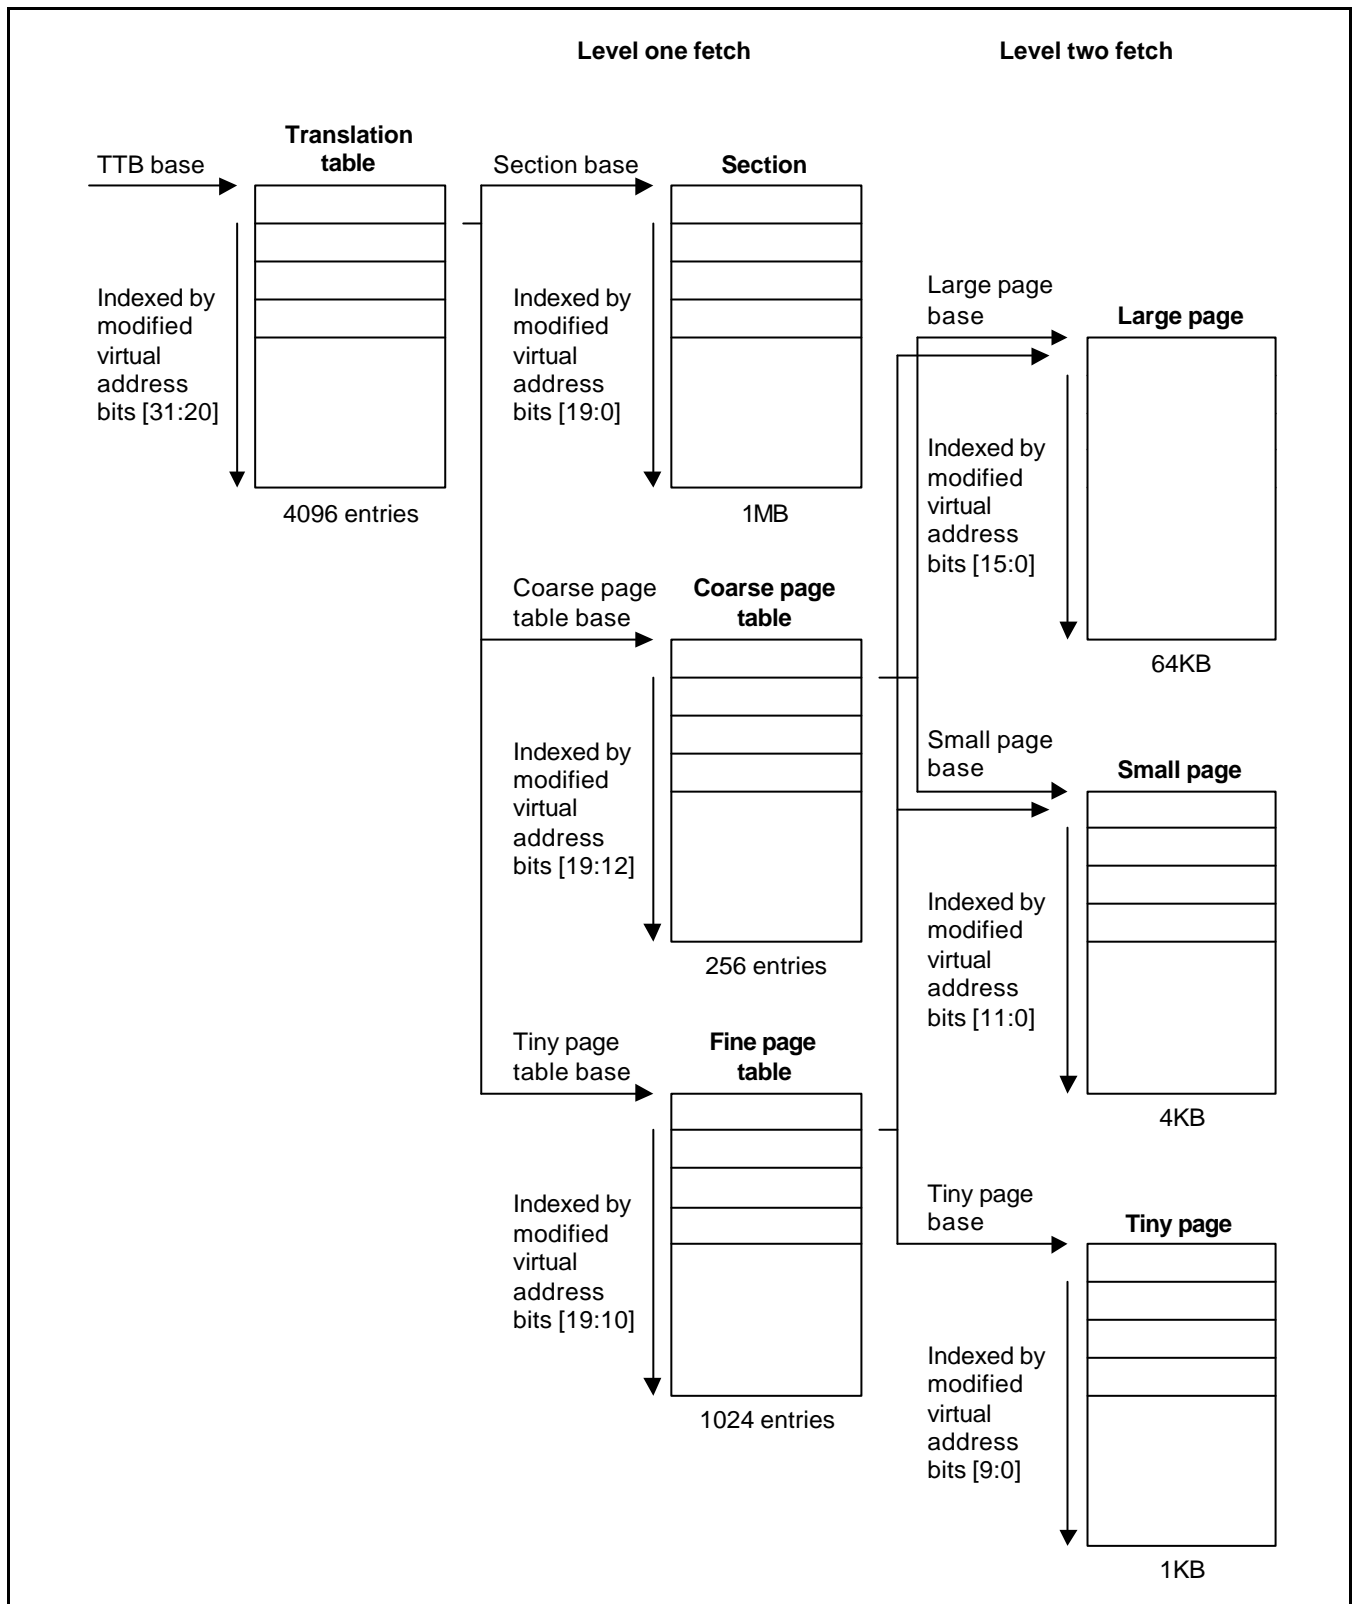 Level one fetch
Level two fetch
TTB base
Translation
table
Indexed by
modified
virtual
address
bits [31:20]
4096 entries
Section base
Section
Indexed by
modified
virtual
address
bits [19:0]
1MB
Coarse page
table base
Coarse page
table
Indexed by
modified
virtual
address
bits [19:12]
256 entries
Tiny page
table base
Fine page
table
Indexed by
modified
virtual
address
bits [19:10]
1024 entries
Large page
base
Large page
Indexed by
modified
virtual
address
bits [15:0]
64KB
Small page
base
Small page
Indexed by
modified
virtual
address
bits [11:0]
4KB
Tiny page
base
Tiny page
Indexed by
modified
virtual
address
bits [9:0]
1KB